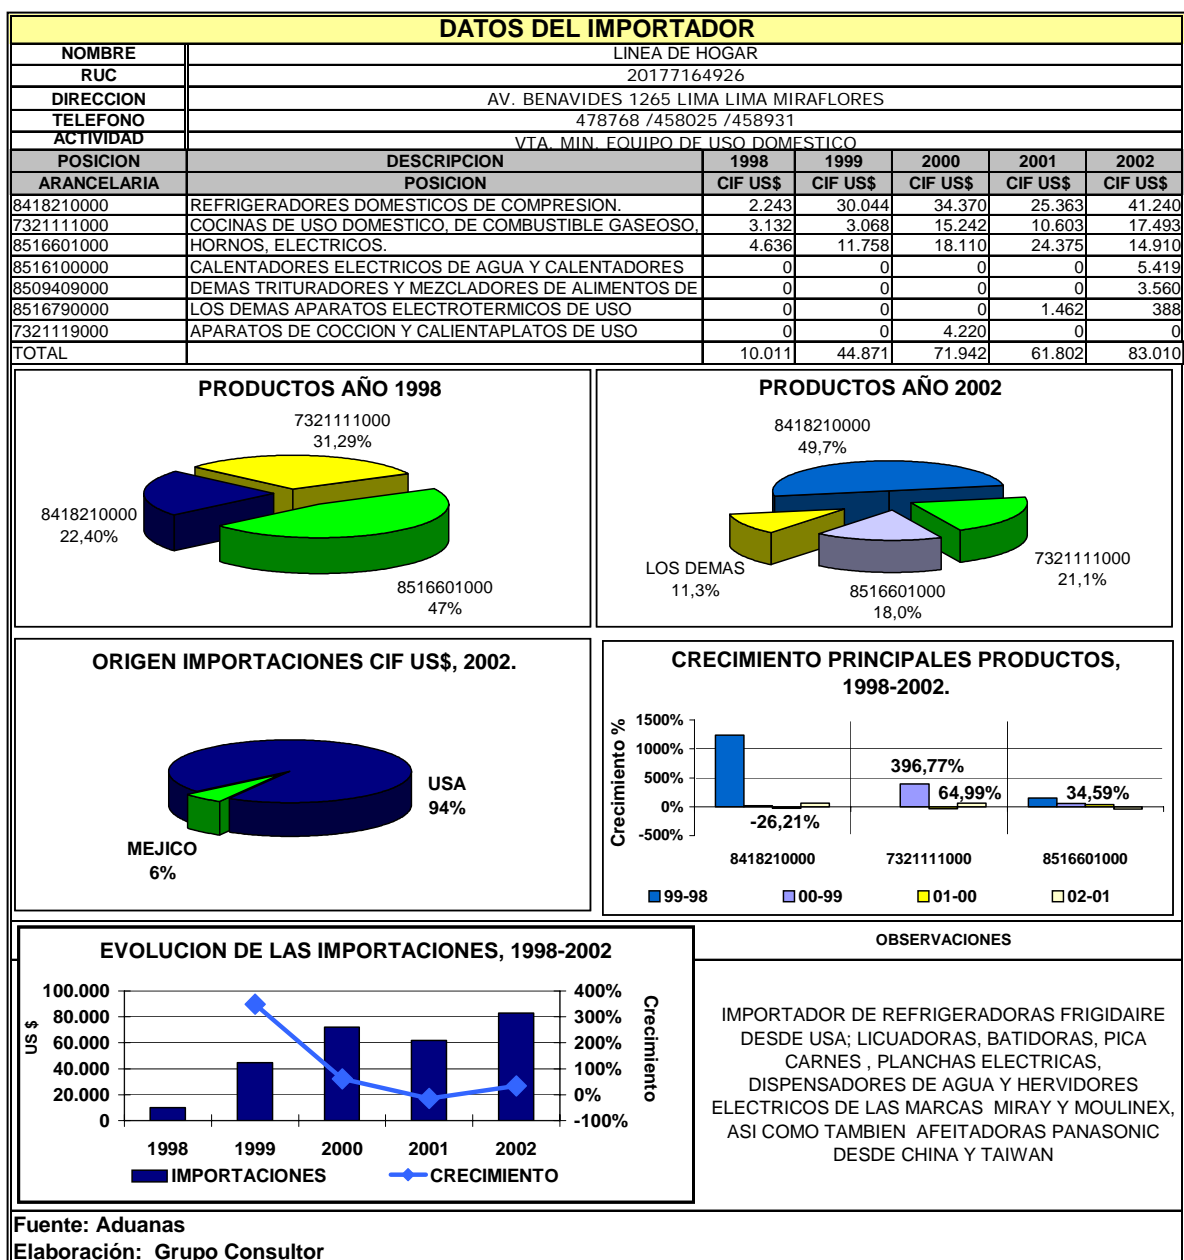 DATOS DEL IMPORTADOR
NOMBRE LINEA DE HOGAR
RUC 20177164926
DIRECCION AV. BENAVIDES 1265 LIMA LIMA MIRAFLORES
TELEFONO 478768 /458025 /458931
ACTIVIDAD VTA. MIN. EQUIPO DE USO DOMESTICO
POSICION DESCRIPCION 1998 1999 2000 2001 2002
ARANCELARIA POSICION CIF US$ CIF US$ CIF US$ CIF US$ CIF US$
8418210000 REFRIGERADORES DOMESTICOS DE COMPRESION. 2.243 30.044 34.370 25.363 41.240
7321111000 COCINAS DE USO DOMESTICO, DE COMBUSTIBLE GASEOSO, 3.132 3.068 15.242 10.603 17.493
8516601000 HORNOS, ELECTRICOS. 4.636 11.758 18.110 24.375 14.910
8516100000 CALENTADORES ELECTRICOS DE AGUA Y CALENTADORES 0 0 0 0 5.419
8509409000 DEMAS TRITURADORES Y MEZCLADORES DE ALIMENTOS DE 0 0 0 0 3.560
8516790000 LOS DEMAS APARATOS ELECTROTERMICOS DE USO 0 0 0 1.462 388
7321119000 APARATOS DE COCCION Y CALIENTAPLATOS DE USO 0 0 4.220 0 0
TOTAL 10.011 44.871 71.942 61.802 83.010
PRODUCTOS AÑO 1998
7321111000
31,29%
8418210000
22,40%
8516601000
47%
PRODUCTOS AÑO 2002
8418210000
49,7%
LOS DEMAS
11,3%
8516601000
18,0%
7321111000
21,1%
ORIGEN IMPORTACIONES CIF US$, 2002.
USA
94%
MEJICO
6%
CRECIMIENTO PRINCIPALES PRODUCTOS,
1998-2002.
Crecimiento %
1500%
1000%
500%
0%
-500%
396,77%
64,99%
34,59%
-26,21%
8418210000 7321111000 8516601000
99-98 00-99 01-00 02-01
EVOLUCION DE LAS IMPORTACIONES, 1998-2002
US $
100.000
80.000
60.000
40.000
20.000
0
400%
300%
200%
100%
0%
-100%
Crecimiento
1998 1999 2000 2001 2002
IMPORTACIONES CRECIMIENTO
OBSERVACIONES
IMPORTADOR DE REFRIGERADORAS FRIGIDAIRE
DESDE USA; LICUADORAS, BATIDORAS, PICA
CARNES , PLANCHAS ELECTRICAS,
DISPENSADORES DE AGUA Y HERVIDORES
ELECTRICOS DE LAS MARCAS MIRAY Y MOULINEX,
ASI COMO TAMBIEN AFEITADORAS PANASONIC
DESDE CHINA Y TAIWAN
Fuente: Aduanas
Elaboración: Grupo Consultor